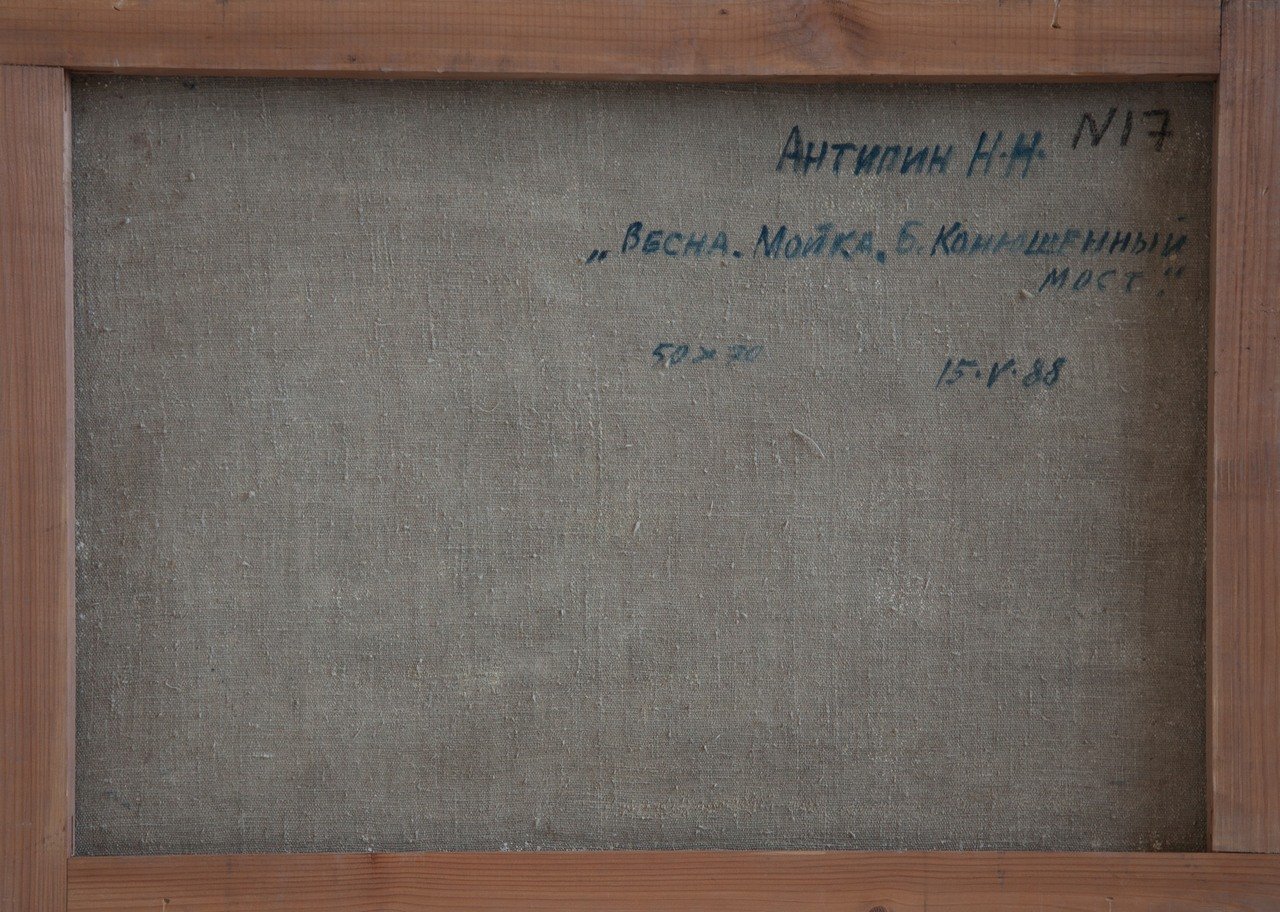 Антипин Н.Н. N17
„Весна. Мойка. Б. Конюшенный
мост."
50×70
15.V.88